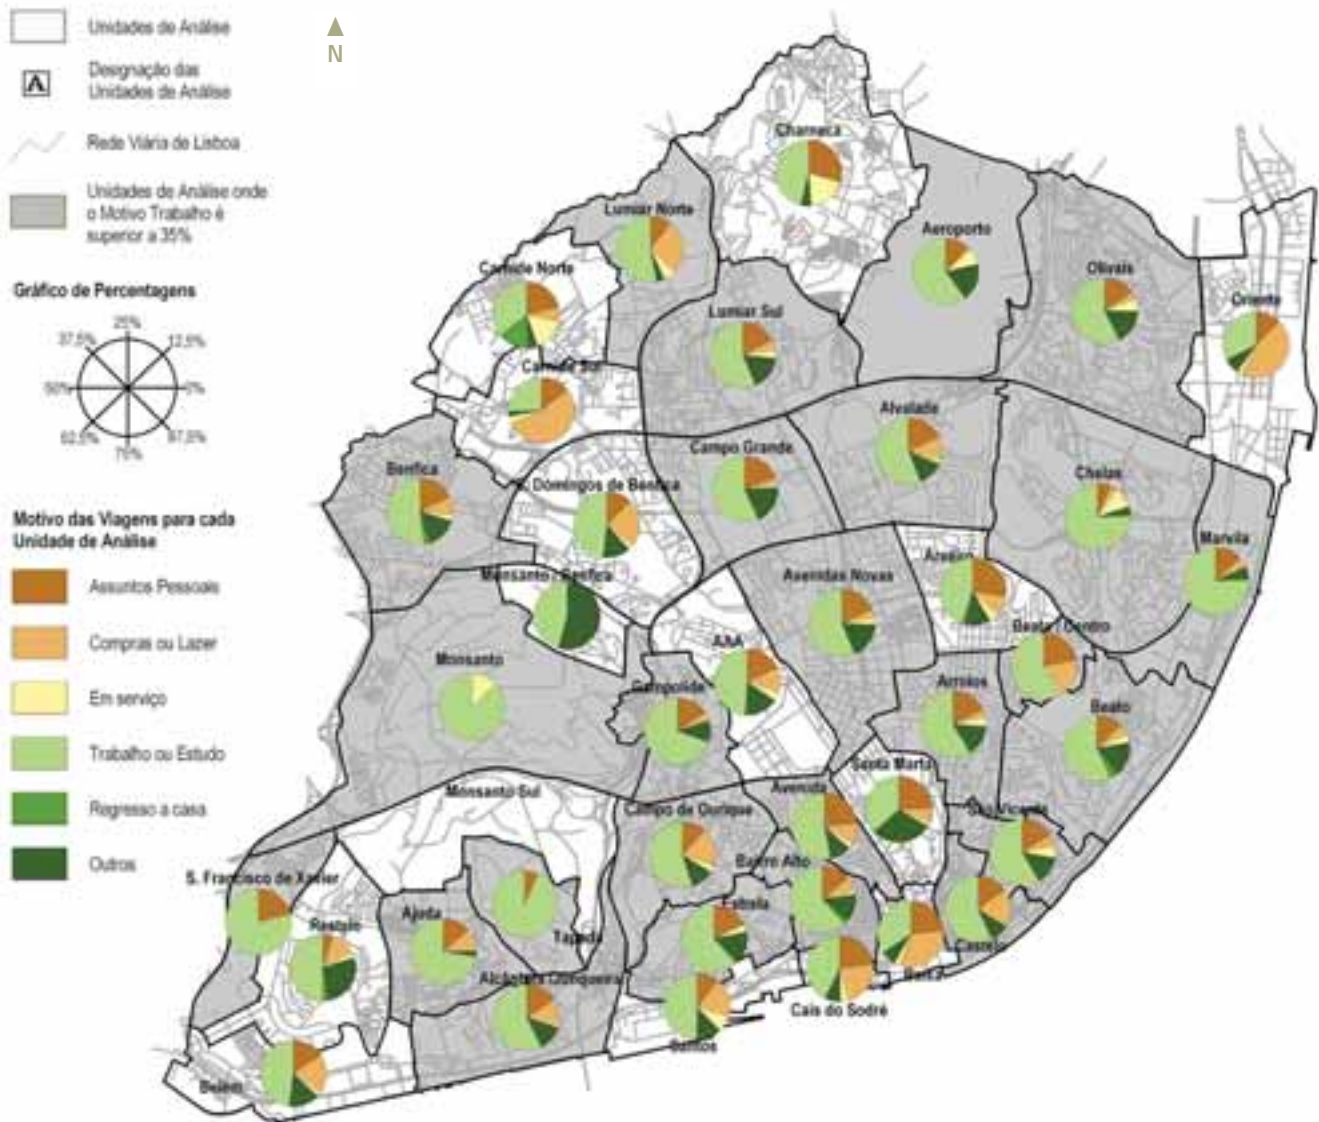 Unidades de Análise
A
Designação das
Unidades de Análise
Rede Viária de Lisboa
Unidades de Análise onde
o Motivo Trabalho é
superior a 35%
N
Gráfico de Percentagens
25%
37,5%
12,5%
50%
0%
62,5%
87,5%
75%
Motivo das Viagens para cada
Unidade de Análise
Assuntos Pessoais
Compras ou Lazer
Em serviço
Trabalho ou Estudo
Regresso a casa
Outros
Charneca
Lumiar Norte
Aeroporto
Carnide Norte
Olivais
Oriente
Lumiar Sul
Carnide Sul
Alvalade
Campo Grande
Benfica
Chelas
Domingos de Benfica
Marvila
Areeiro
Monsanto / Benfica
Avenidas Novas
Beato / Centro
AAA
Monsanto
Campolide
Arroios
Beato
Santa Marta
Monsanto Sul
Avenida
Campo de Ourique
São Vicente
Bairro Alto
S. Francisco de Xavier
Estrela
Ajuda
Restelo
Tapada
Castelo
Baixa
Alcântara / Junqueira
Cais do Sodré
Santos
Belém